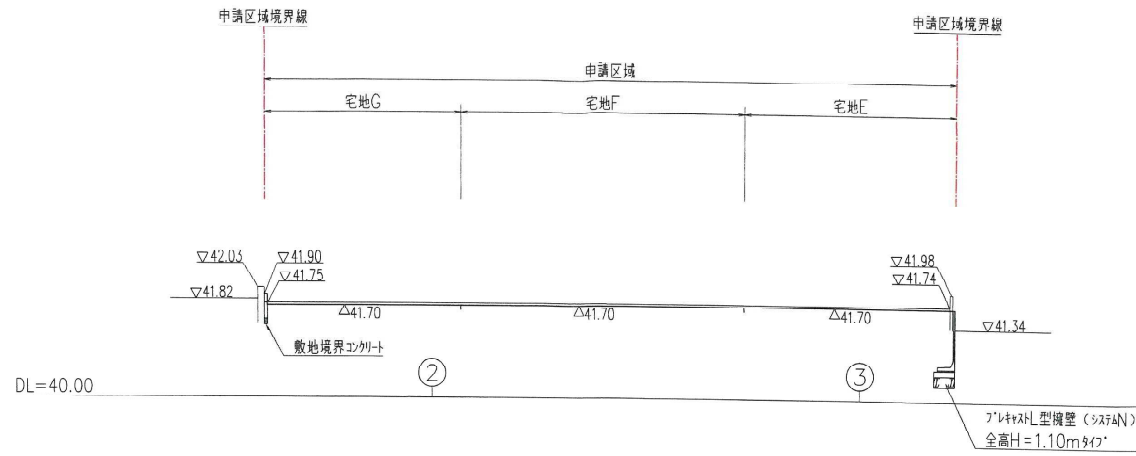 申請区域境界線
申請区域境界線
申請区域
宅地G
宅地F
宅地E
▽42.03
▽41.90
▽41.75
▽41.82
▽41.98
▽41.74
△41.70
△41.70
△41.70
▽41.34
敷地境界コンクリート
DL=40.00
②
③
プレキャストL型擁壁（システムN）
全高H=1.10mタイプ